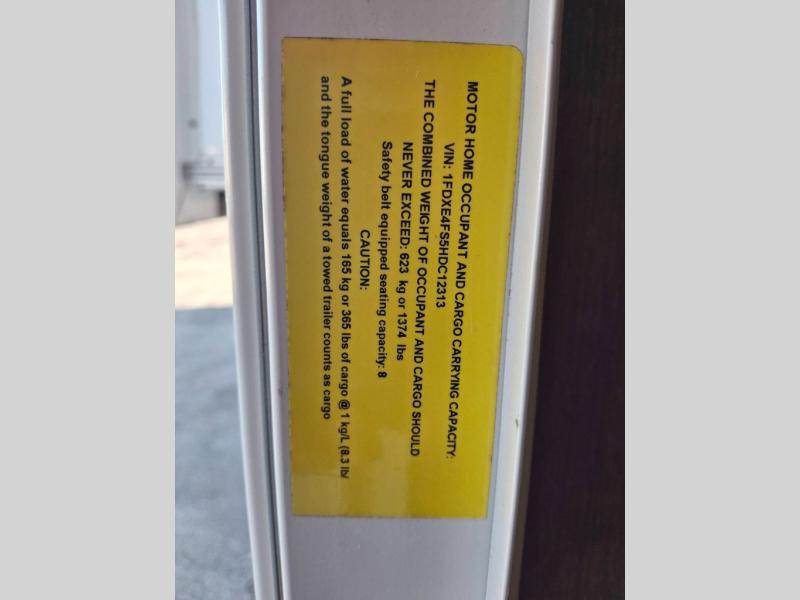 MOTOR HOME OCCUPANT AND CARGO CARRYING CAPACITY:
VIN: 1FDXE4FS5HDC12313
THE COMBINED WEIGHT OF OCCUPANT AND CARGO SHOULD
NEVER EXCEED: 623 kg or 1374 lbs
Safety belt equipped seating capacity: 8
CAUTION:
A full load of water equals 165 kg or 365 lbs of cargo @ 1 kg/L (8.3 lb/
and the tongue weight of a towed trailer counts as cargo